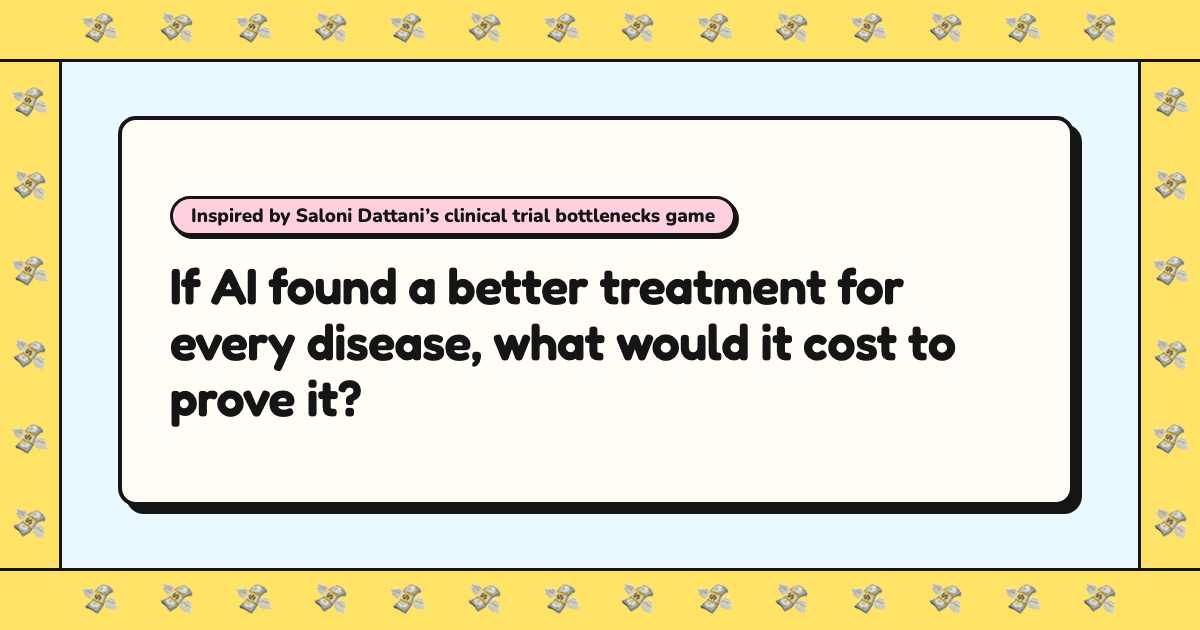 Inspired by Saloni Dattani’s clinical trial bottlenecks game
If AI found a better treatment for
every disease, what would it cost to
prove it?